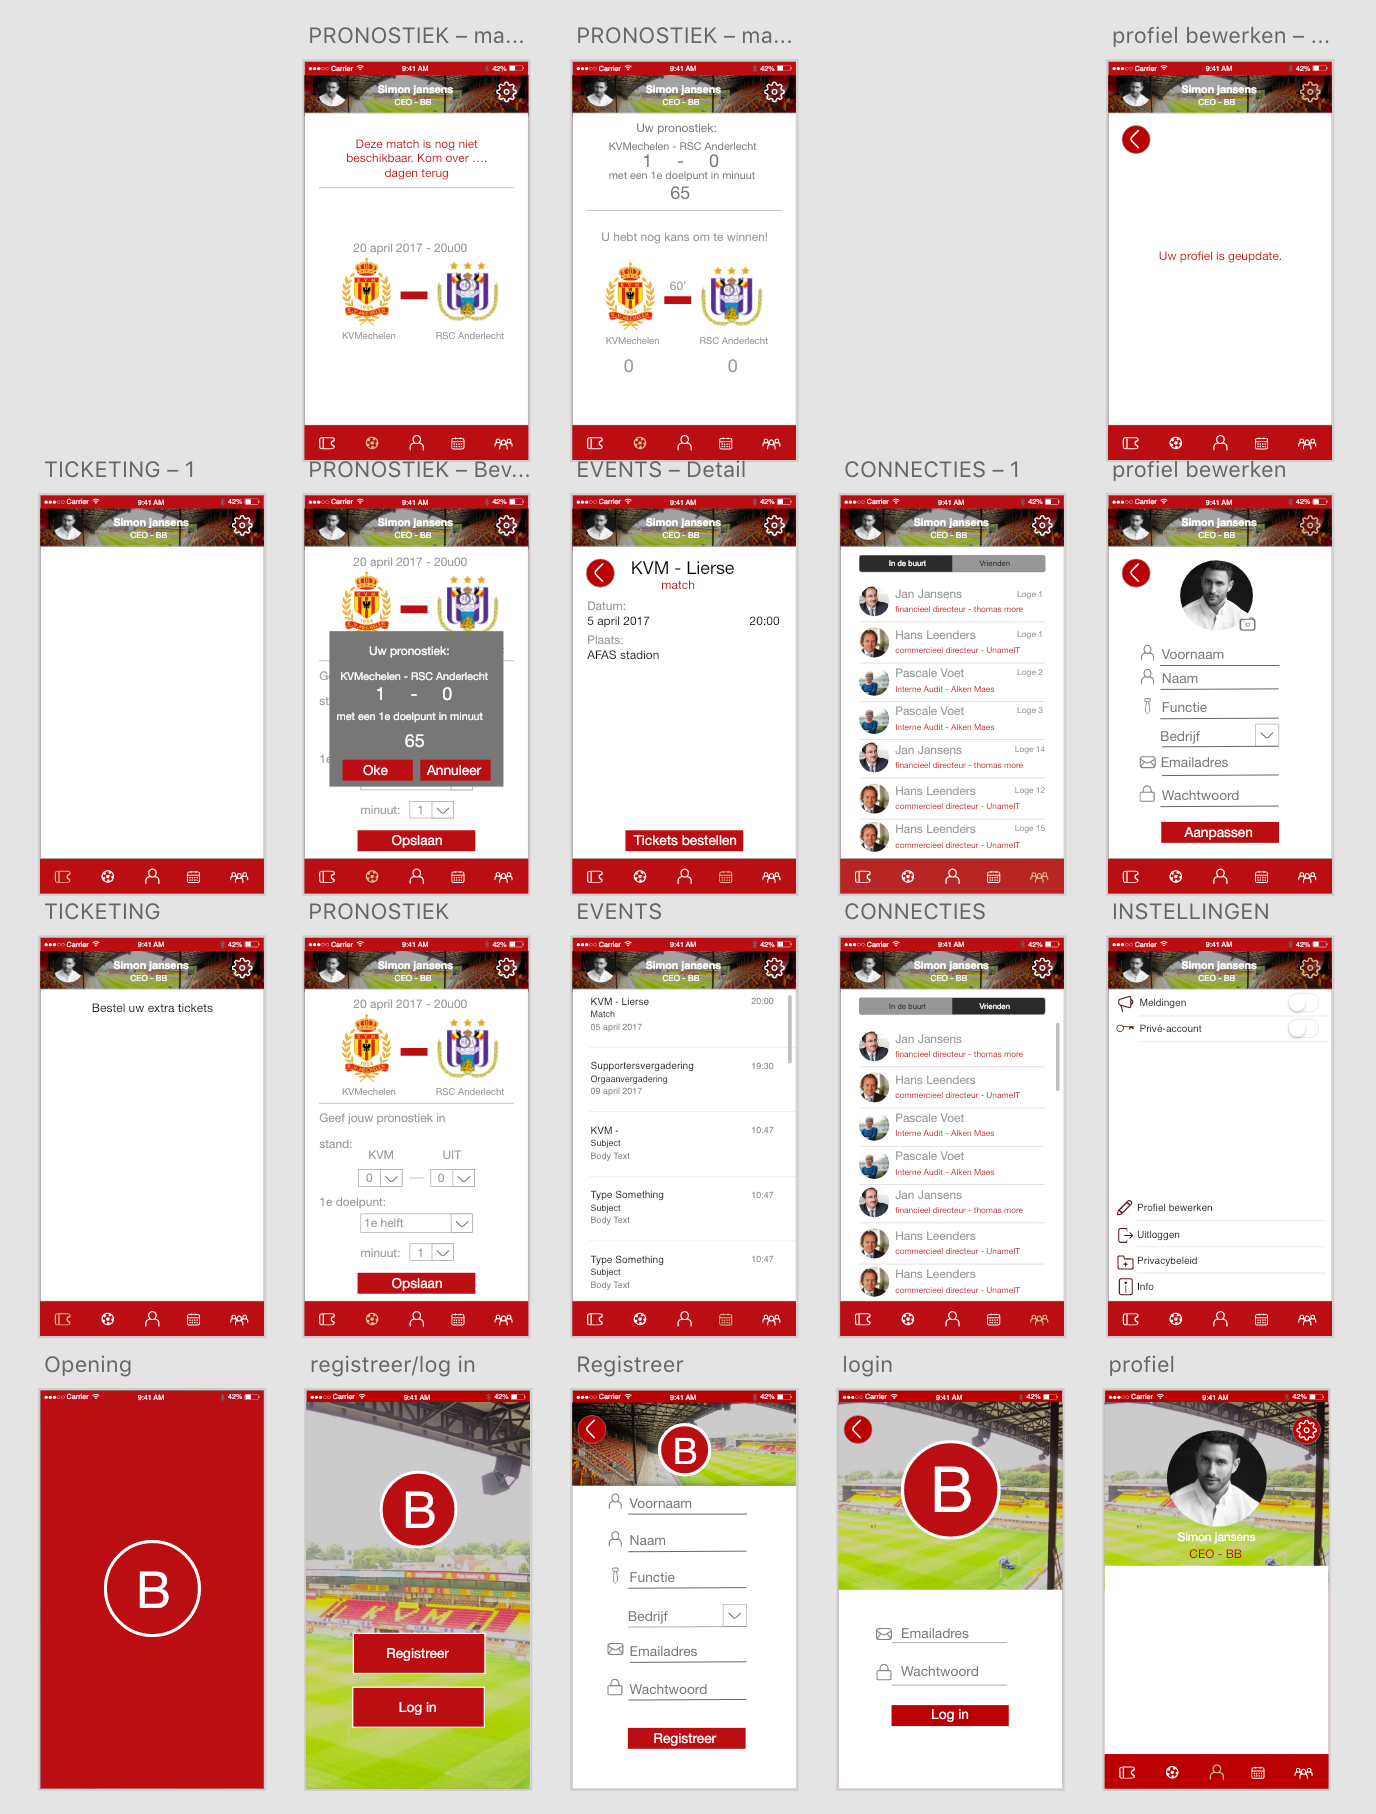 PRONOSTIEK – ma...
●●●○○ Carrier 9:41 AM 42%
Simon jansens
CEO - BB
Deze match is nog niet
beschikbaar. Kom over ....
dagen terug
20 april 2017 - 20u00
KVMechelen RSC Anderlecht
PRONOSTIEK – ma...
Carrier 9:41 AM 42%
Simon jansens
CEO - BB
Uw pronostiek:
KVMechelen - RSC Anderlecht
1 - 0
met een 1e doelpunt in minuut
65
U hebt nog kans om te winnen!
60'
KVMechelen RSC Anderlecht
0 0
profiel bewerken – ...
Carrier 9:41 AM 42%
Simon jansens
CEO - BB
Uw profiel is geupdate.
TICKETING – 1
Carrier 9:41 AM 42%
Simon jansens
CEO - BB
PRONOSTIEK – Bev...
Carrier 9:41 AM 42%
Simon jansens
CEO - BB
20 april 2017 - 20u00
Uw pronostiek:
KVMechelen - RSC Anderlecht
1 - 0
met een 1e doelpunt in minuut
65
Oke Annuleer
minuut: 1
Opslaan
EVENTS – Detail
Carrier 9:41 AM 42%
Simon jansens
CEO - BB
KVM - Lierse
match
Datum:
5 april 2017 20:00
Plaats:
AFAS stadion
Tickets bestellen
CONNECTIES – 1
Carrier 9:41 AM 42%
Simon jansens
CEO - BB
In de buurt Vrienden
Jan Jansens Loge 1
financieel directeur - thomas more
Hans Leenders Loge 1
commercieel directeur - UnameIT
Pascale Voet Loge 2
Interne Audit - Alken Maes
Pascale Voet Loge 3
Interne Audit - Alken Maes
Jan Jansens Loge 14
financieel directeur - thomas more
Hans Leenders Loge 12
commercieel directeur - UnameIT
Hans Leenders Loge 15
commercieel directeur - UnameIT
profiel bewerken
Carrier 9:41 AM 42%
Simon jansens
CEO - BB
Voornaam
Naam
Functie
Bedrijf
Emailadres
Wachtwoord
Aanpassen
TICKETING
Carrier 9:41 AM 42%
Simon jansens
CEO - BB
Bestel uw extra tickets
PRONOSTIEK
Carrier 9:41 AM 42%
Simon jansens
CEO - BB
20 april 2017 - 20u00
KVMechelen RSC Anderlecht
Geef jouw pronostiek in
stand:
KVM UIT
0 0
1e doelpunt:
1e helft
minuut: 1
Opslaan
EVENTS
Carrier 9:41 AM 42%
Simon jansens
CEO - BB
KVM - Lierse 20:00
Match
05 april 2017
Supportersvergadering 19:30
Orgaanvergadering
09 april 2017
KVM - 10:47
Subject
Body Text
Type Something 10:47
Subject
Body Text
Type Something 10:47
Subject
Body Text
CONNECTIES
Carrier 9:41 AM 42%
Simon jansens
CEO - BB
In de buurt Vrienden
Jan Jansens
financieel directeur - thomas more
Hans Leenders
commercieel directeur - UnameIT
Pascale Voet
Interne Audit - Alken Maes
Pascale Voet
Interne Audit - Alken Maes
Jan Jansens
financieel directeur - thomas more
Hans Leenders
commercieel directeur - UnameIT
Hans Leenders
commercieel directeur - UnameIT
INSTELLINGEN
Carrier 9:41 AM 42%
Simon jansens
CEO - BB
Meldingen
Privé-account
Profiel bewerken
Uitloggen
Privacybeleid
Info
Opening
Carrier 9:41 AM 42%
B
registreer/log in
Carrier 9:41 AM 42%
B
KVM
Registreer
Log in
Registreer
Carrier 9:41 AM 42%
B
Voornaam
Naam
Functie
Bedrijf
Emailadres
Wachtwoord
Registreer
login
Carrier 9:41 AM 42%
B
Emailadres
Wachtwoord
Log in
profiel
Carrier 9:41 AM 42%
Simon jansens
CEO - BB